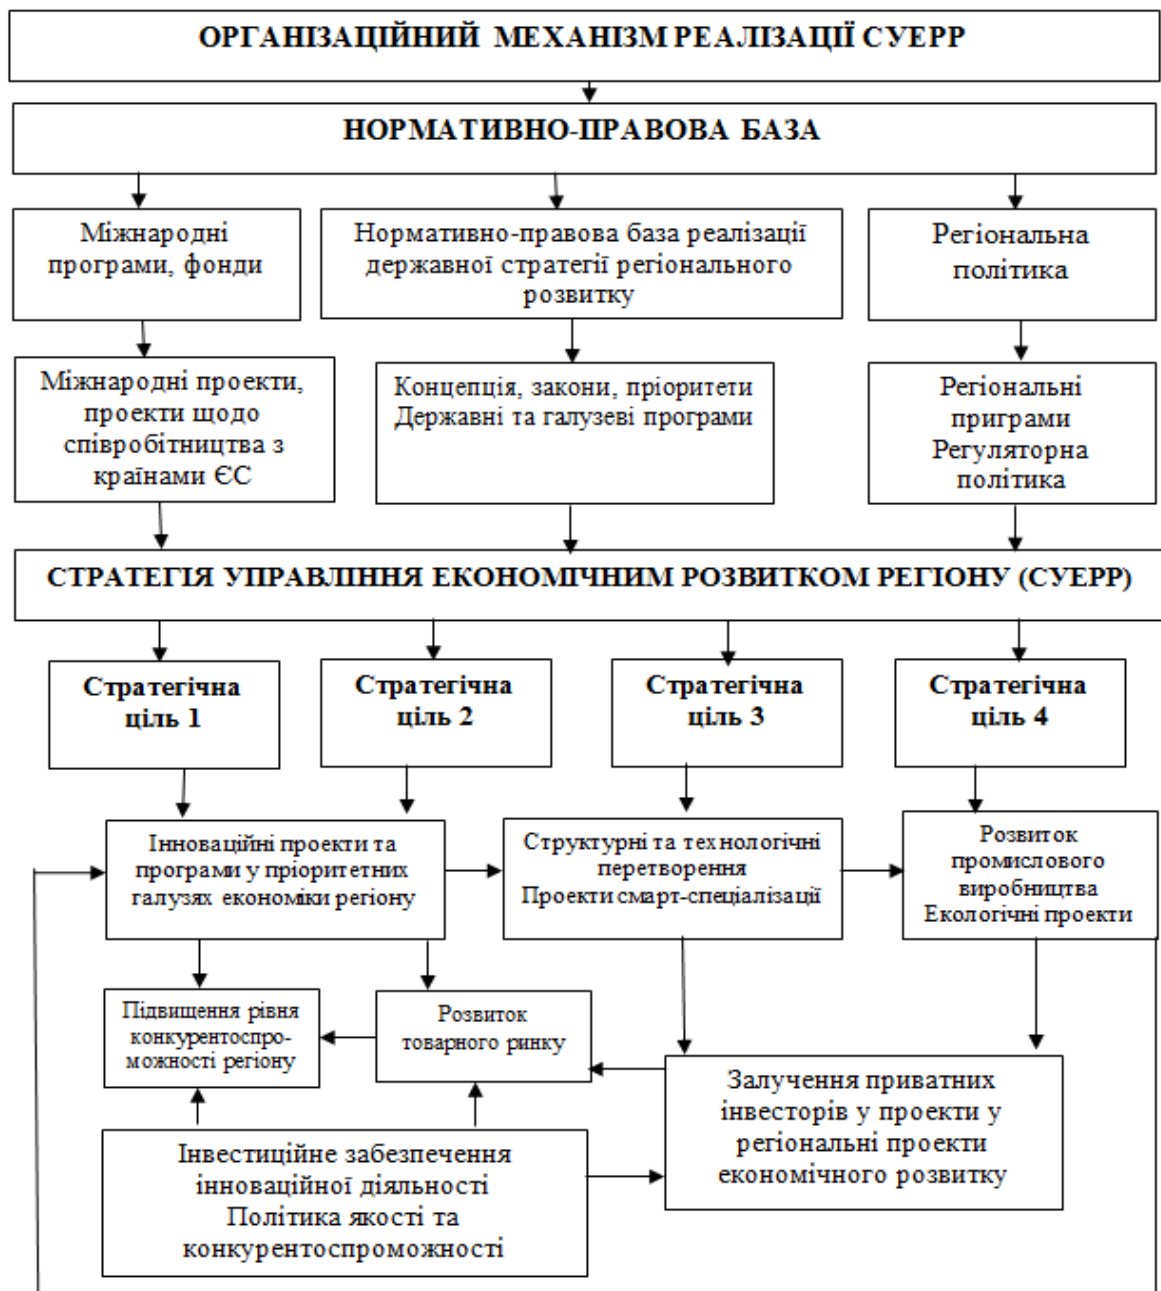 ОРГАНІЗАЦІЙНИЙ МЕХАНІЗМ РЕАЛІЗАЦІЇ СУЕРР
НОРМАТИВНО-ПРАВОВА БАЗА
Міжнародні
програми, фонди
Нормативно-правова база реалізації
державної стратегії регіонального
розвитку
Регіональна
політика
Міжнародні проекти,
проекти щодо
співробітництва з
країнами ЄС
Концепція, закони, пріоритети
Державні та галузеві програми
Регіональні
приграми
Регуляторна
політика
СТРАТЕГІЯ УПРАВЛІННЯ ЕКОНОМІЧНИМ РОЗВИТКОМ РЕГІОНУ (СУЕРР)
Стратегічна
ціль 1
Стратегічна
ціль 2
Стратегічна
ціль 3
Стратегічна
ціль 4
Інноваційні проекти та
програми у пріоритетних
галузях економіки регіону
Структурні та технологічні
перетворення
Проекти смарт-спеціалізації
Розвиток
промислового
виробництва
Екологічні проекти
Підвищення рівня
конкурентоспро-
можності регіону
Розвиток
товарного ринку
Залучення приватних
інвесторів у проекти у
регіональні проекти
економічного розвитку
Інвестиційне забезпечення
інноваційної діяльності
Політика якості та
конкурентоспроможності